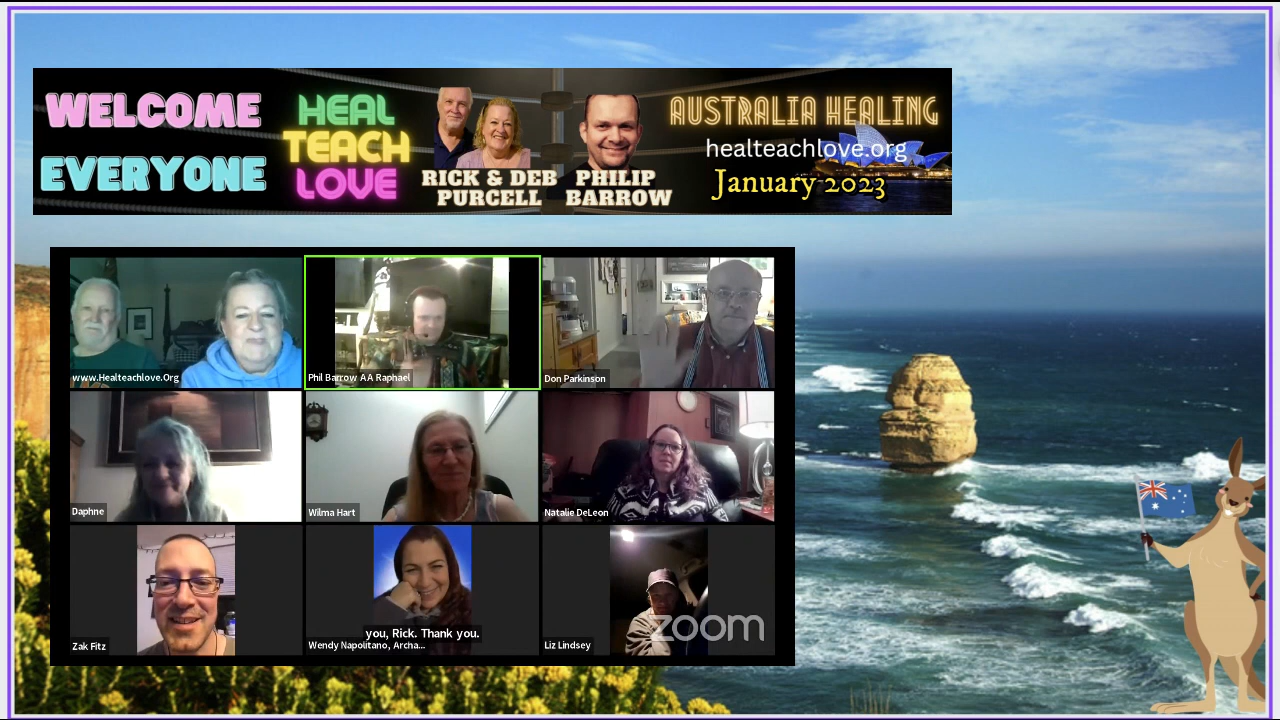 WELCOME
EVERYONE
HEAL
TEACH
LOVE
RICK & DEB
PURCELL
PHILIP
BARROW
AUSTRALIA HEALING
healteachlove.org
January 2023
www.Healteachlove.Org
Phil Barrow AA Raphael
Don Parkinson
Daphne
Wilma Hart
Natalie DeLeon
Zak Fitz
you, Rick. Thank you.
Wendy Napolitano, Archa...
Liz Lindsey
zoom